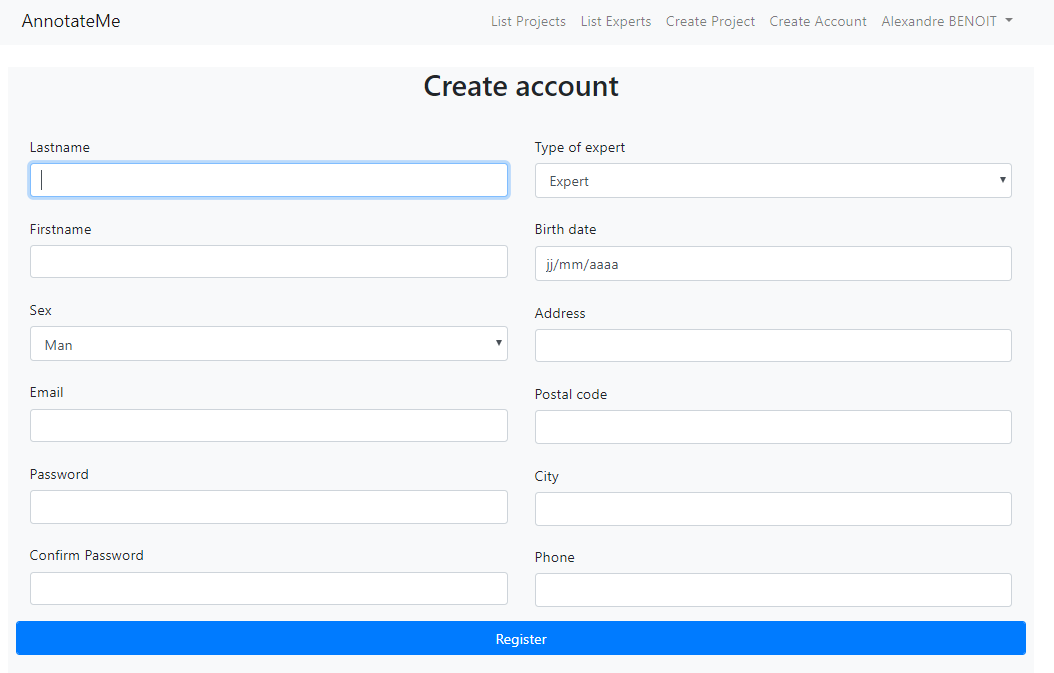 AnnotateMe
List Projects List Experts Create Project Create Account Alexandre BENOIT
Create account
Lastname
Type of expert
Expert
Firstname
Birth date
jj/mm/aaaa
Sex
Man
Address
Email
Postal code
Password
City
Confirm Password
Phone
Register